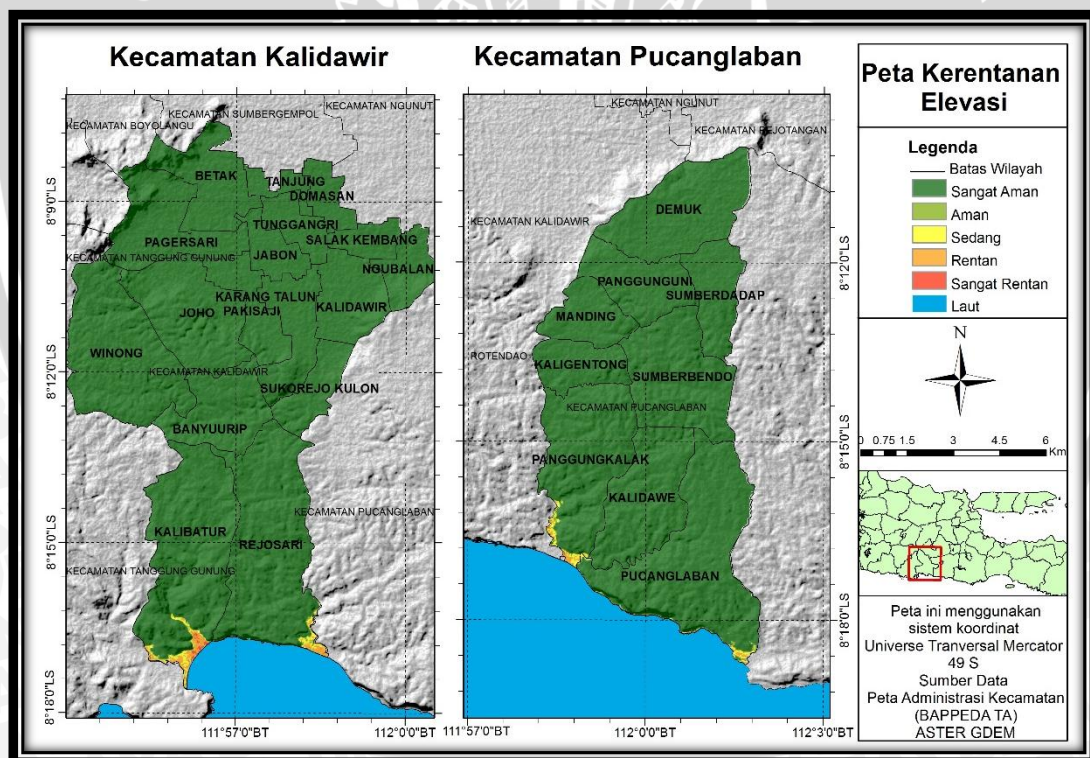 Kecamatan Kalidawir
KECAMATAN NGUNUT
KECAMATAN SUMBERGEMPOL
KECAMATAN BOYOLANGU
BETAK
TANJUNG
DOMASAN
TUNGGANGRI
SALAK KEMBANG
PAGERSARI
JABON
KECAMATAN TANGGUNG GUNUNG
NGUBALAN
KARANG TALUN
JOHO
PAKISAJI
KALIDAWIR
WINONG
KECAMATAN KALIDAWIR
SUKOREJO KULON
BANYUURIP
KECAMATAN PUCANGLABAN
KALIBATUR
REJOSARI
KECAMATAN TANGGUNG GUNUNG
8°9'0"LS
8°12'0"LS
8°15'0"LS
8°18'0"LS
111°57'0"BT
112°0'0"BT
Kecamatan Pucanglaban
KECAMATAN NGUNUT
KECAMATAN REJOTANGAN
DEMUK
KECAMATAN KALIDAWIR
PANGGUNGUNI
SUMBERDADAP
MANDING
ROTENDAO
KALIGENTONG
SUMBERBENDO
KECAMATAN PUCANGLABAN
PANGGUNGKALAK
KALIDAWE
PUCANGLABAN
8°12'0"LS
8°15'0"LS
8°18'0"LS
111°57'0"BT
112°0'0"BT
112°3'0"BT
Peta Kerentanan
Elevasi
Legenda
Batas Wilayah
Sangat Aman
Aman
Sedang
Rentan
Sangat Rentan
Laut
N
0 0.75 1.5 3 4.5 6
Km
Peta ini menggunakan
sistem koordinat
Universe Tranversal Mercator
49 S
Sumber Data
Peta Administrasi Kecamatan
(BAPPEDA TA)
ASTER GDEM